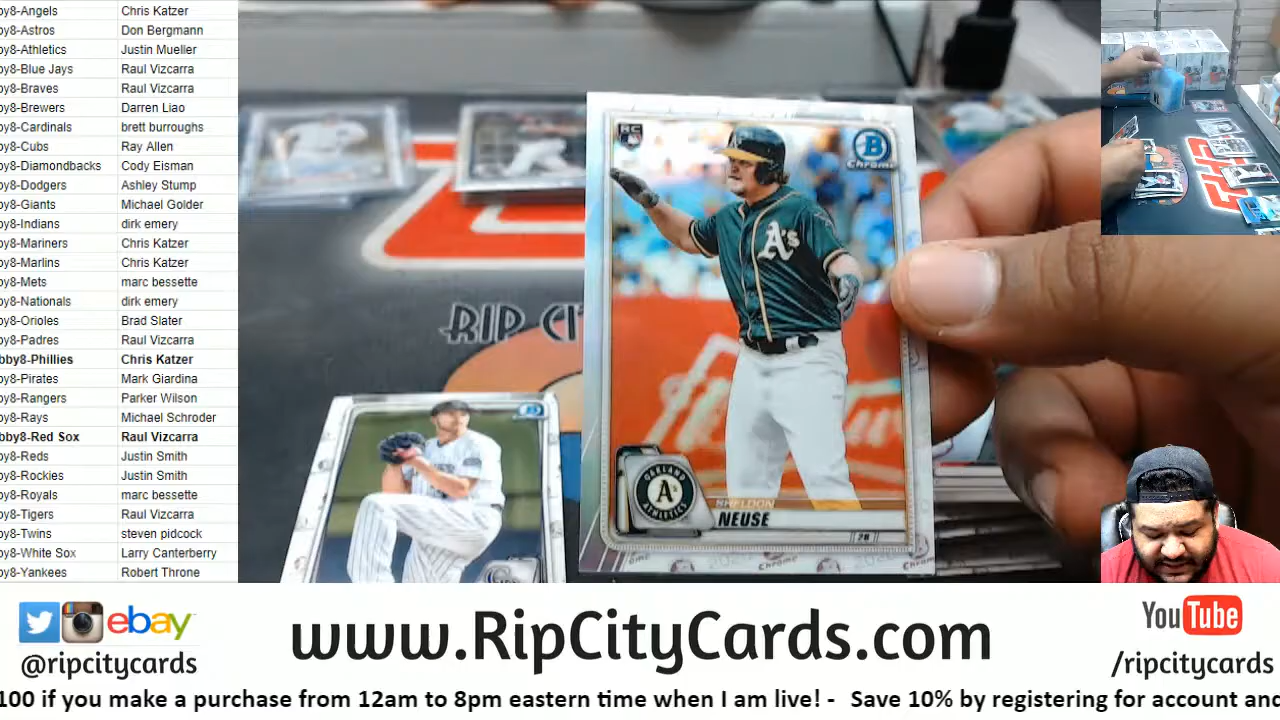 by8-Angels Chris Katzer
by8-Astros Don Bergmann
by8-Athletics Justin Mueller
by8-Blue Jays Raul Vizcarra
by8-Braves Raul Vizcarra
by8-Brewers Darren Liao
by8-Cardinals brett burroughs
by8-Cubs Ray Allen
by8-Diamondbacks Cody Eisman
by8-Dodgers Ashley Stump
by8-Giants Michael Golder
by8-Indians dirk emery
by8-Mariners Chris Katzer
by8-Marlins Chris Katzer
by8-Mets marc bessette
by8-Nationals dirk emery
by8-Orioles Brad Slater
by8-Padres Raul Vizcarra
bby8-Phillies Chris Katzer
by8-Pirates Mark Giardina
by8-Rangers Parker Wilson
by8-Rays Michael Schroder
bby8-Red Sox Raul Vizcarra
by8-Reds Justin Smith
by8-Rockies Justin Smith
by8-Royals marc bessette
by8-Tigers Raul Vizcarra
by8-Twins steven pidcock
by8-White Sox Larry Canterberry
by8-Yankees Robert Throne
RIP CI
RC
B
Chrome
A's
OAKLAND
A's
ATHLETICS
SHELDON
NEUSE
ebay
@ripcitycards
www.RipCityCards.com
YouTube
/ripcitycards
100 if you make a purchase from 12am to 8pm eastern time when I am live! - Save 10% by registering for account and